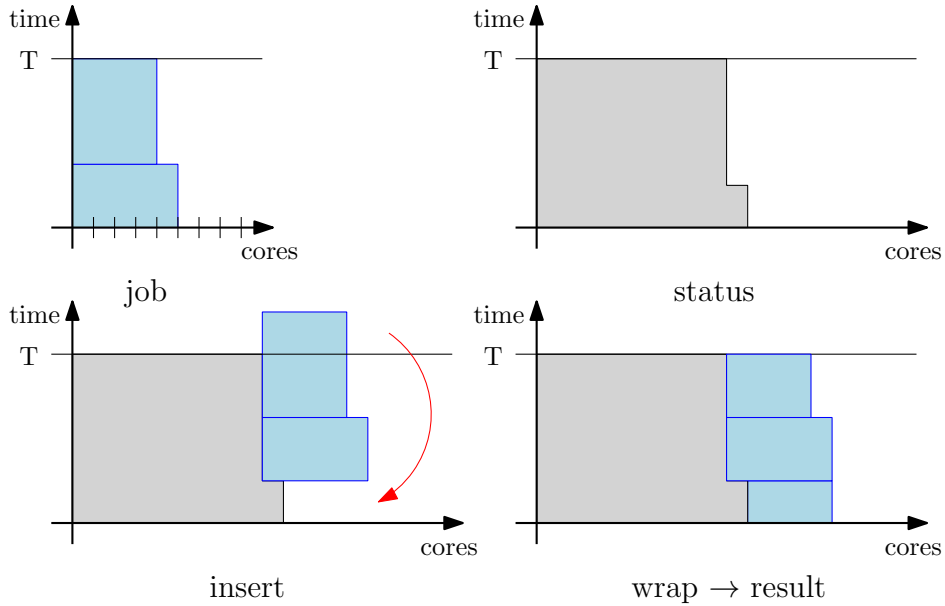 time
T
cores
job
time
T
cores
status
time
T
cores
insert
time
T
cores
wrap → result